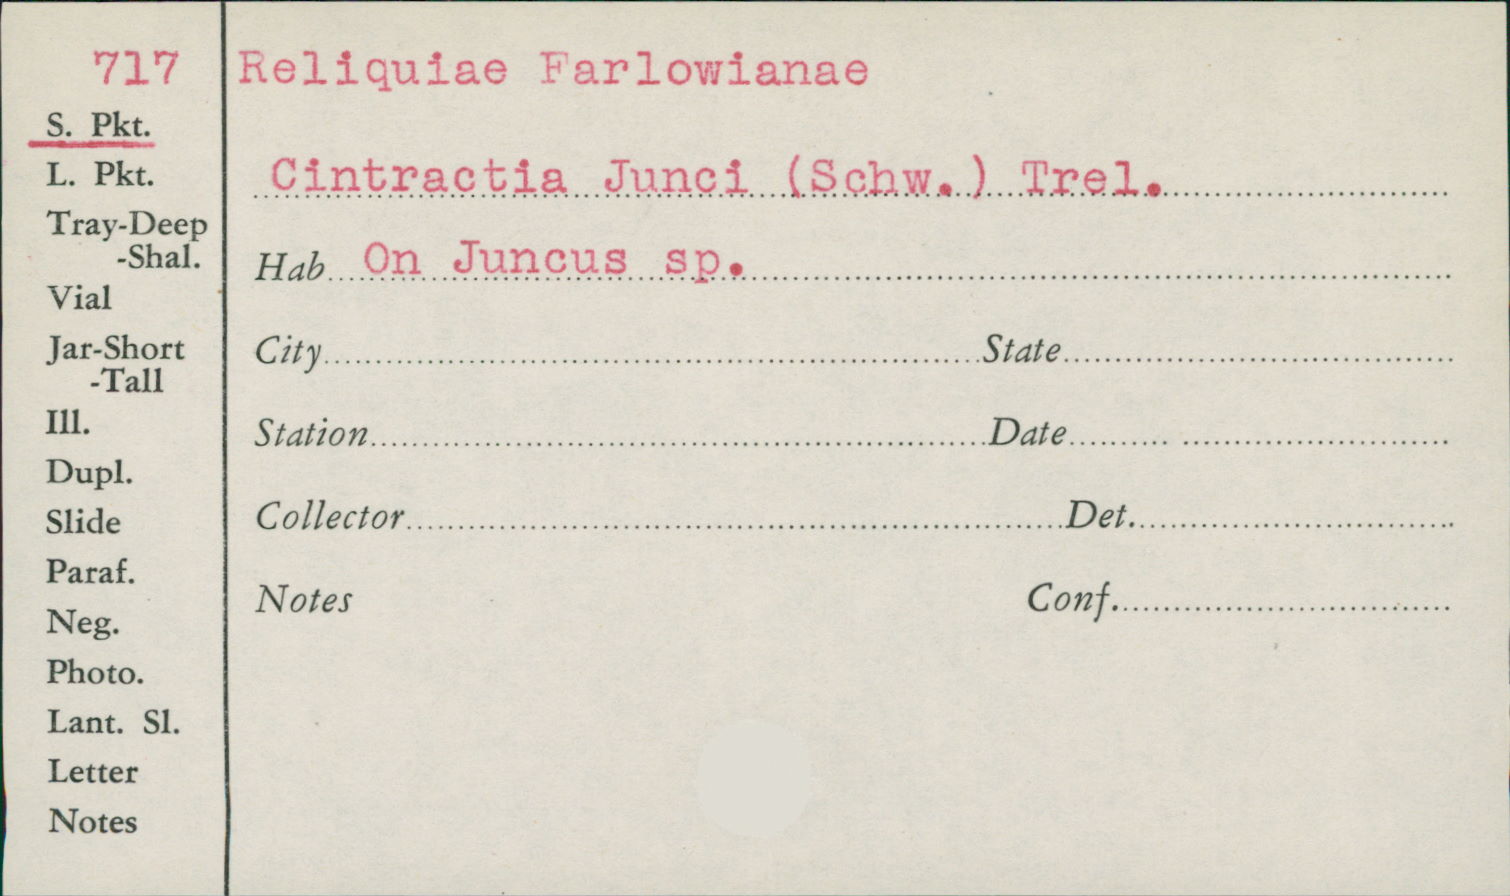 717 Reliquiae Farlowianae
S. Pkt.
L. Pkt.
Cintractia Junci (Schw.) Trel.
Tray-Deep
-Shal.
Hab On Juncus sp.
Vial
Jar-Short
-Tall
City State
Ill.
Station Date
Dupl.
Slide
Collector Det.
Paraf.
Notes Conf.
Neg.
Photo.
Lant. Sl.
Letter
Notes